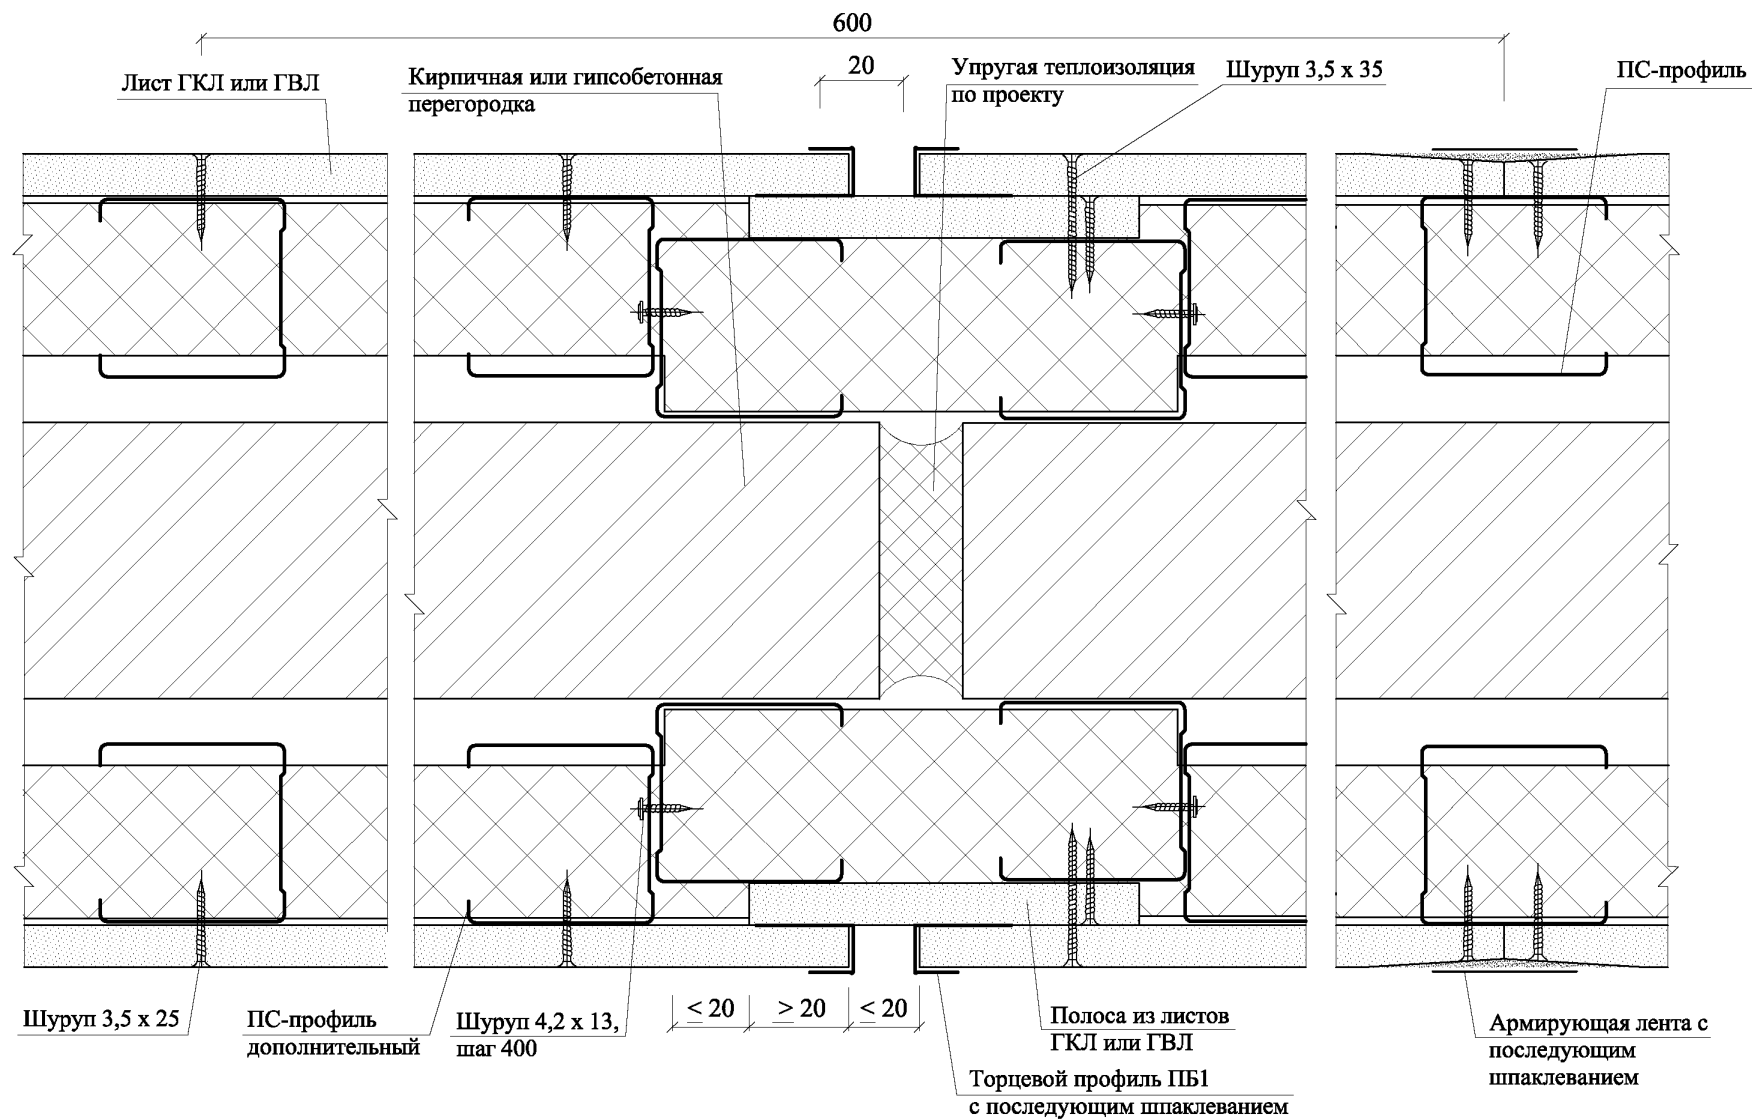 600
Лист ГКЛ или ГВЛ
Кирпичная или гипсобетонная
перегородка
20
Упругая теплоизоляция
по проекту
Шуруп 3,5 х 35
ПС-профиль
Шуруп 3,5 х 25
ПС-профиль
дополнительный
Шуруп 4,2 х 13,
шаг 400
≤ 20
≥ 20
≤ 20
Полоса из листов
ГКЛ или ГВЛ
Торцевой профиль ПБ1
с последующим шпаклеванием
Армирующая лента с
последующим
шпаклеванием